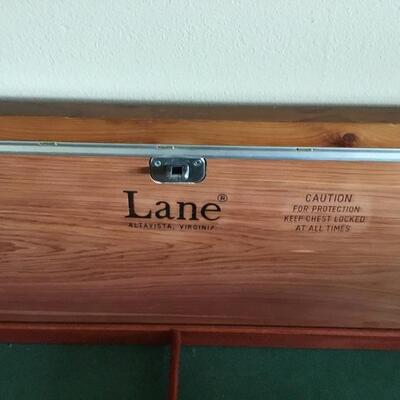 Lane®
ALTAVISTA, VIRGINIA
CAUTION
FOR PROTECTION
KEEP CHEST LOCKED
AT ALL TIMES